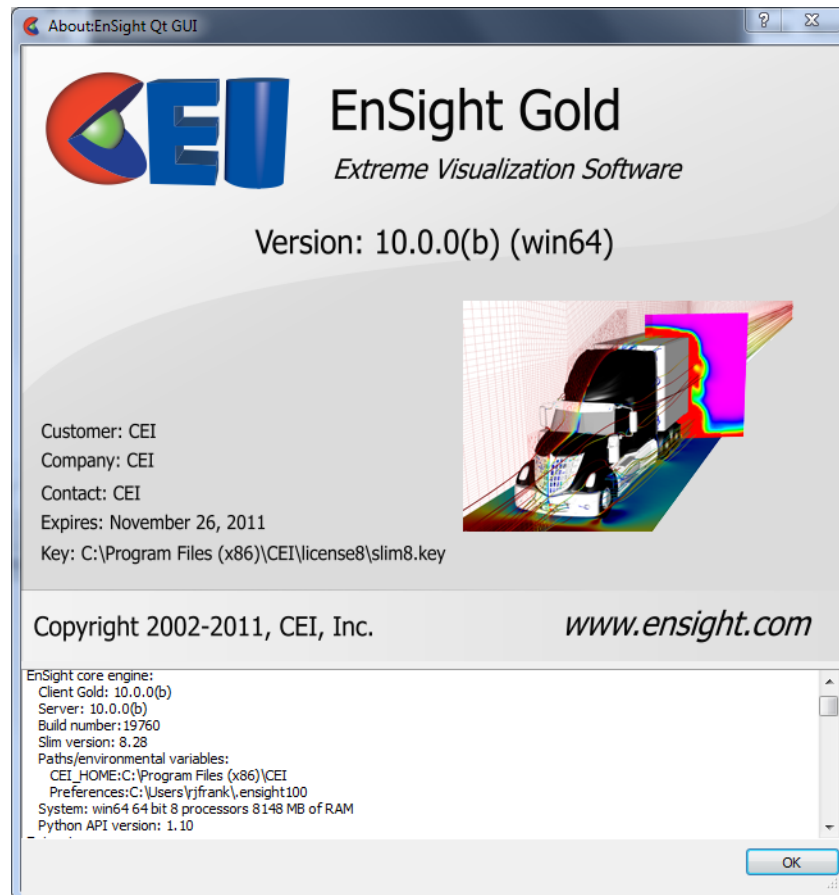 About:EnSight Qt GUI
CEI
EnSight Gold
Extreme Visualization Software
Version: 10.0.0(b) (win64)
Customer: CEI
Company: CEI
Contact: CEI
Expires: November 26, 2011
Key: C:\Program Files (x86)\CEI\license8\slim8.key
Copyright 2002-2011, CEI, Inc.
www.ensight.com
EnSight core engine:
Client Gold: 10.0.0(b)
Server: 10.0.0(b)
Build number:19760
Slim version: 8.28
Paths/environmental variables:
CEI_HOME:C:\Program Files (x86)\CEI
Preferences:C:\Users\rjfrank\.ensight100
System: win64 64 bit 8 processors 8148 MB of RAM
Python API version: 1.10
OK